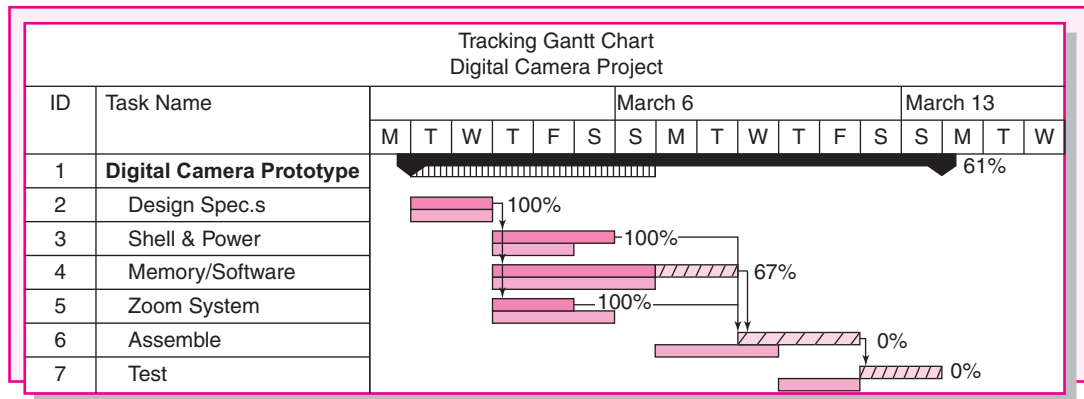 Tracking Gantt Chart
Digital Camera Project
ID Task Name March 6 March 13
M T W T F S S M T W T F S S M T W
1 Digital Camera Prototype 61%
2 Design Spec.s 100%
3 Shell & Power 100%
4 Memory/Software 67%
5 Zoom System 100%
6 Assemble 0%
7 Test 0%